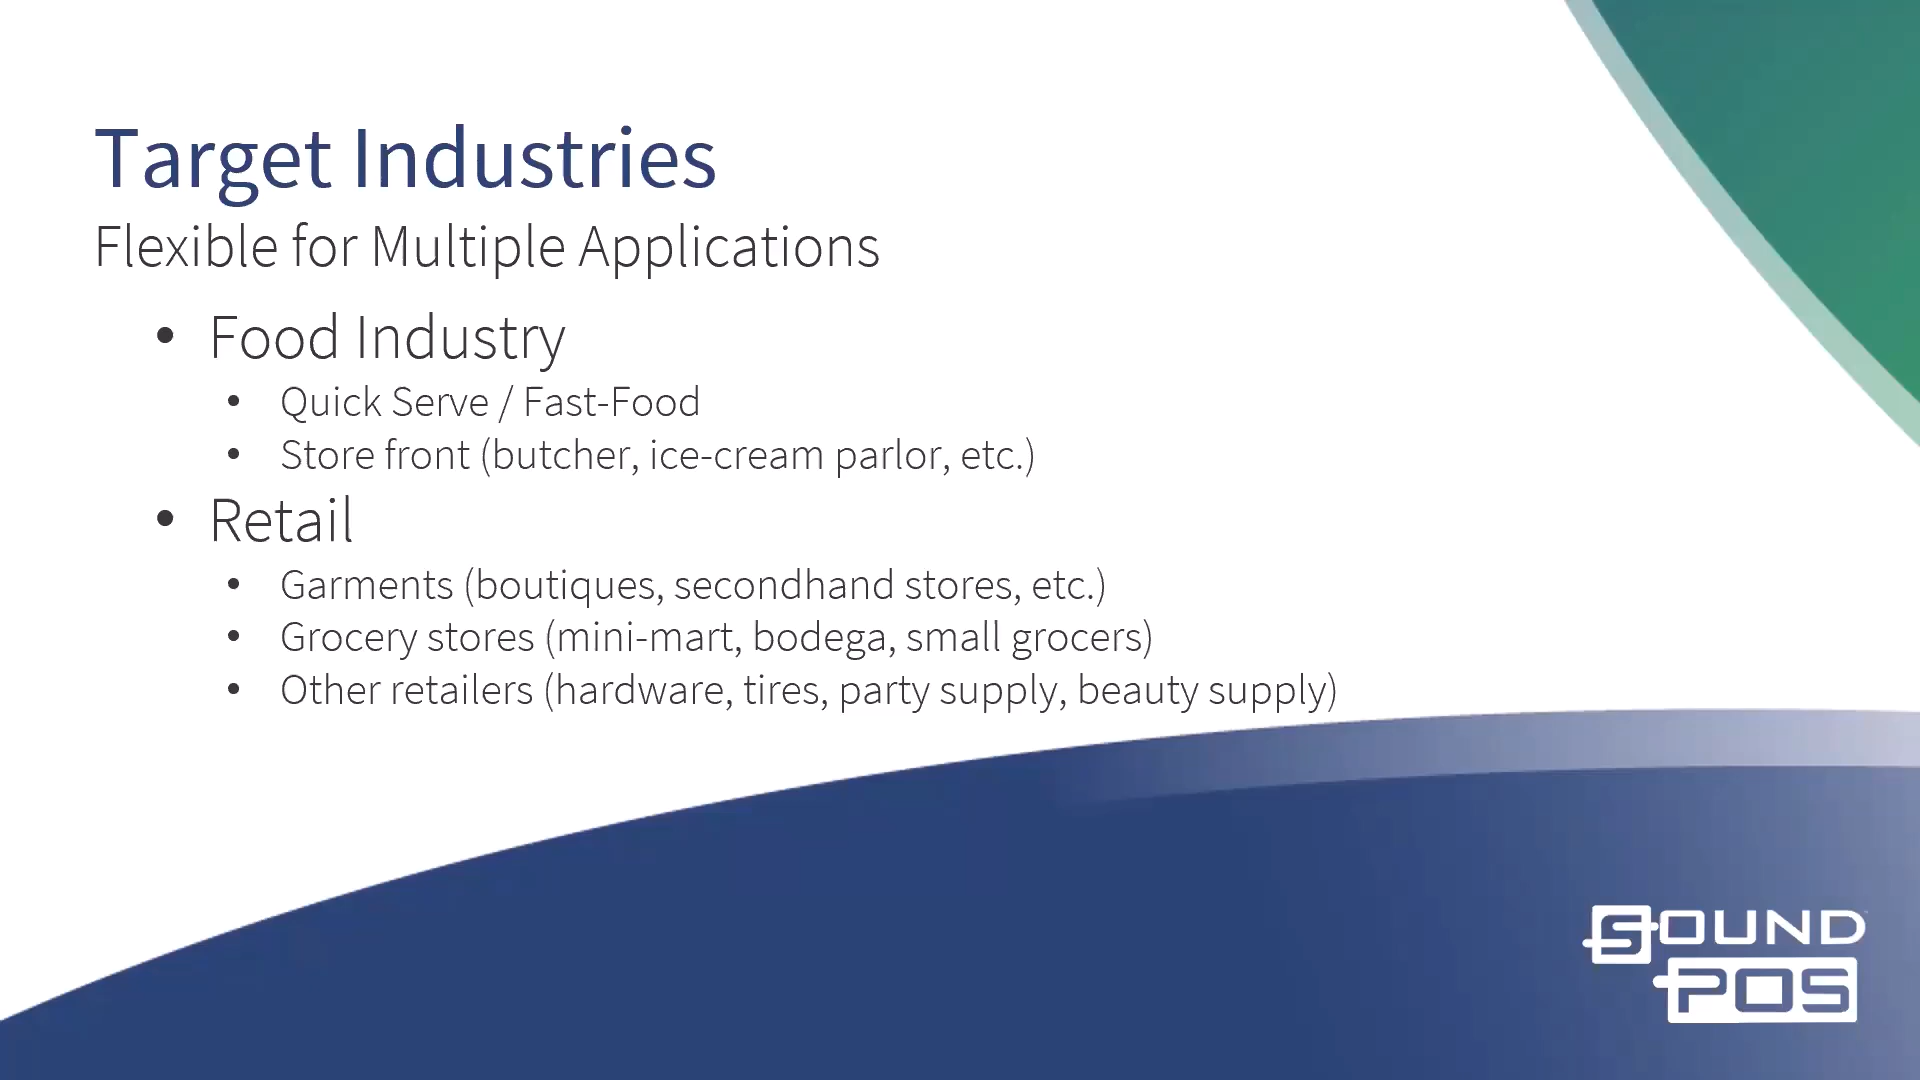 Target Industries
Flexible for Multiple Applications
• Food Industry
• Quick Serve / Fast-Food
• Store front (butcher, ice-cream parlor, etc.)
• Retail
• Garments (boutiques, secondhand stores, etc.)
• Grocery stores (mini-mart, bodega, small grocers)
• Other retailers (hardware, tires, party supply, beauty supply)
SOUND
POS